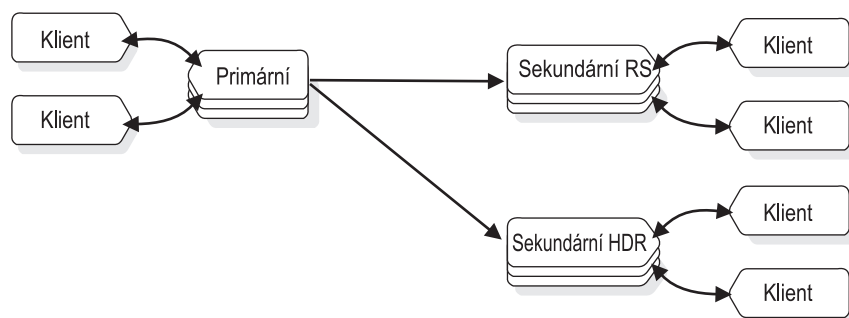 Klient
Klient
Primární
Sekundární RS
Klient
Klient
Sekundární HDR
Klient
Klient